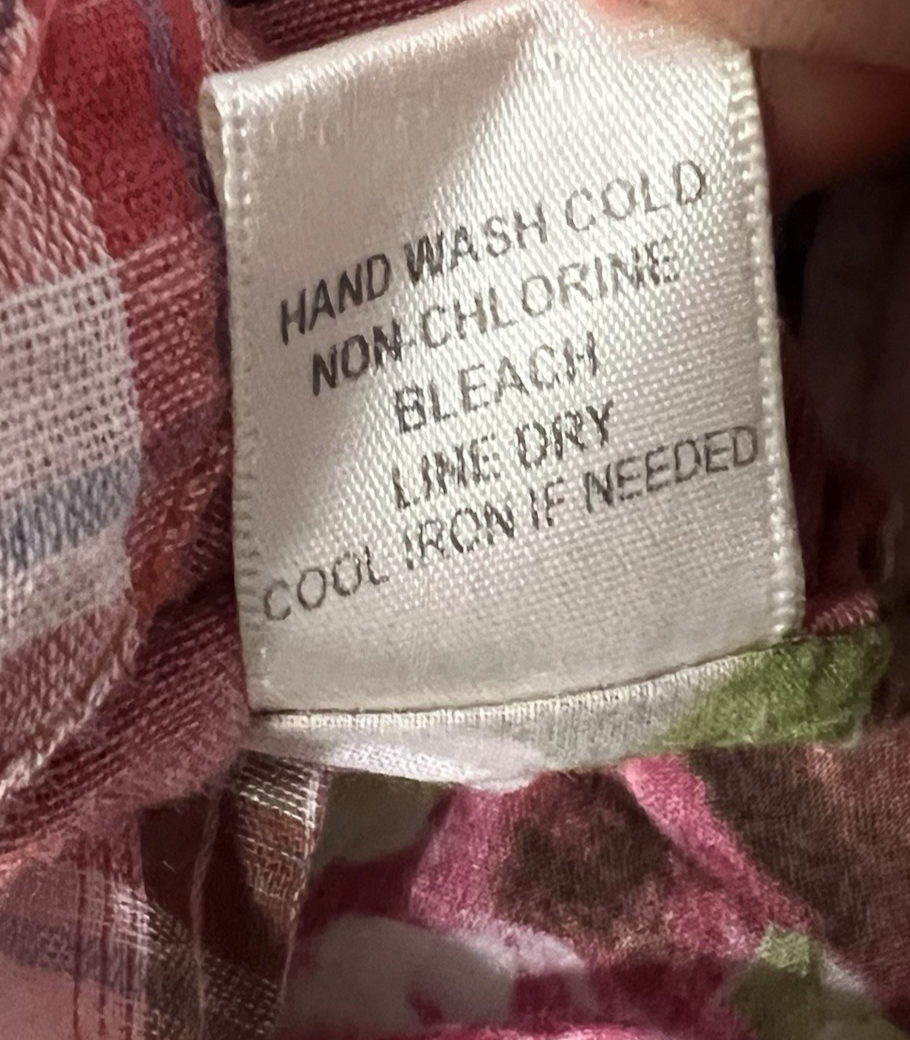 HAND WASH COLD
NON-CHLORINE
BLEACH
LINE DRY
COOL IRON IF NEEDED